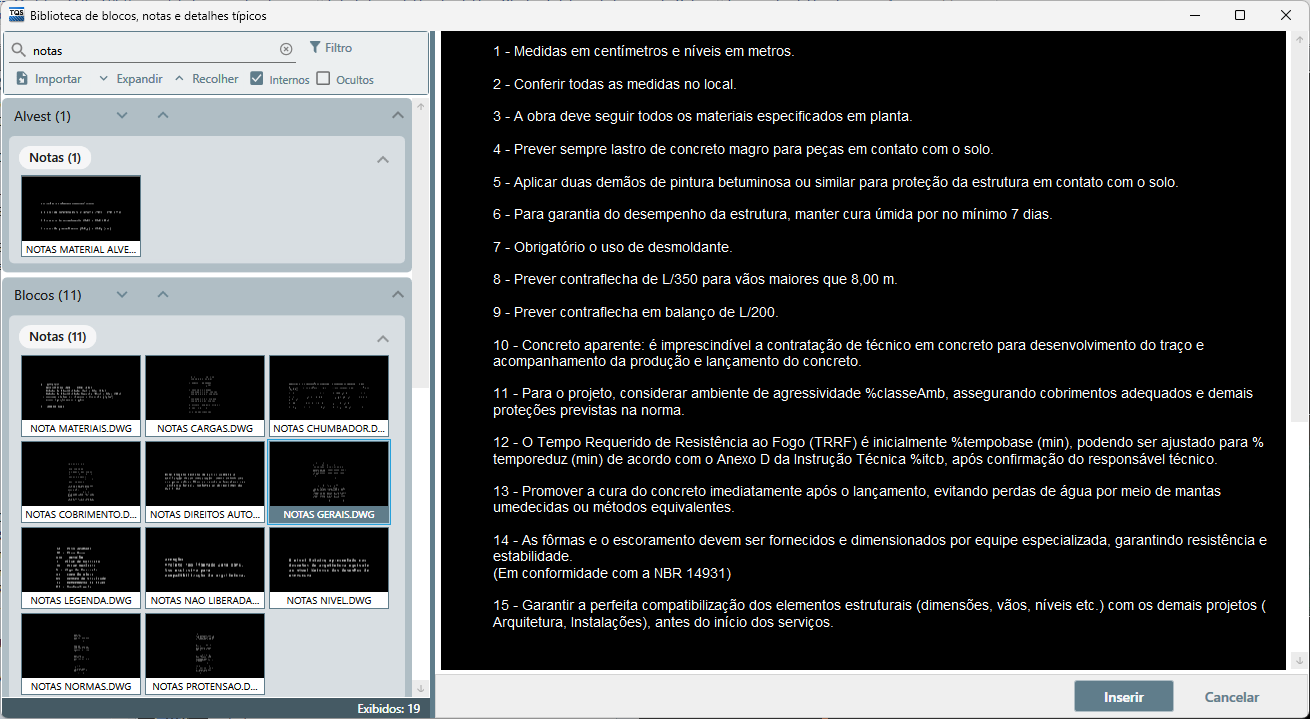 TQS Biblioteca de blocos, notas e detalhes típicos
notas
Filtro
Importar Expandir Recolher Internos Ocultos
Alvest (1)
Notas (1)
NOTAS MATERIAL ALVE...
Blocos (11)
Notas (11)
NOTA MATERIAIS.DWG
NOTAS CARGAS.DWG
NOTAS CHUMBADOR.D...
NOTAS COBRIMENTO.D...
NOTAS DIREITOS AUTO...
NOTAS GERAIS.DWG
NOTAS LEGENDA.DWG
NOTAS NAO LIBERADA...
NOTAS NIVEL.DWG
NOTAS NORMAS.DWG
NOTAS PROTENSAO.D...
Exibidos: 19
1 - Medidas em centímetros e níveis em metros.
2 - Conferir todas as medidas no local.
3 - A obra deve seguir todos os materiais especificados em planta.
4 - Prever sempre lastro de concreto magro para peças em contato com o solo.
5 - Aplicar duas demãos de pintura betuminosa ou similar para proteção da estrutura em contato com o solo.
6 - Para garantia do desempenho da estrutura, manter cura úmida por no mínimo 7 dias.
7 - Obrigatório o uso de desmoldante.
8 - Prever contraflecha de L/350 para vãos maiores que 8,00 m.
9 - Prever contraflecha em balanço de L/200.
10 - Concreto aparente: é imprescindível a contratação de técnico em concreto para desenvolvimento do traço e
acompanhamento da produção e lançamento do concreto.
11 - Para o projeto, considerar ambiente de agressividade %classeAmb, assegurando cobrimentos adequados e demais
proteções previstas na norma.
12 - O Tempo Requerido de Resistência ao Fogo (TRRF) é inicialmente %tempobase (min), podendo ser ajustado para %
temporeduz (min) de acordo com o Anexo D da Instrução Técnica %itcb, após confirmação do responsável técnico.
13 - Promover a cura do concreto imediatamente após o lançamento, evitando perdas de água por meio de mantas
umedecidas ou métodos equivalentes.
14 - As fôrmas e o escoramento devem ser fornecidos e dimensionados por equipe especializada, garantindo resistência e
estabilidade.
(Em conformidade com a NBR 14931)
15 - Garantir a perfeita compatibilização dos elementos estruturais (dimensões, vãos, níveis etc.) com os demais projetos (
Arquitetura, Instalações), antes do início dos serviços.
Inserir
Cancelar